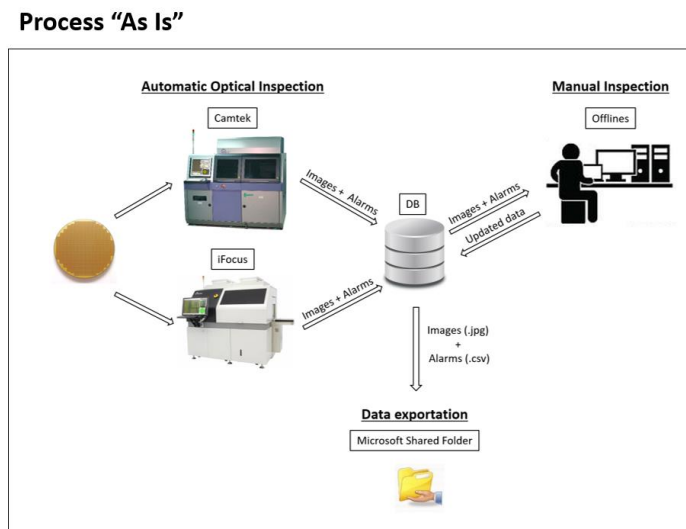 Process “As Is”
Automatic Optical Inspection
Manual Inspection
Camtek
Offlines
Images + Alarms
DB
Images + Alarms
Updated data
iFocus
Images + Alarms
Images (.jpg)
+
Alarms (.csv)
Data exportation
Microsoft Shared Folder